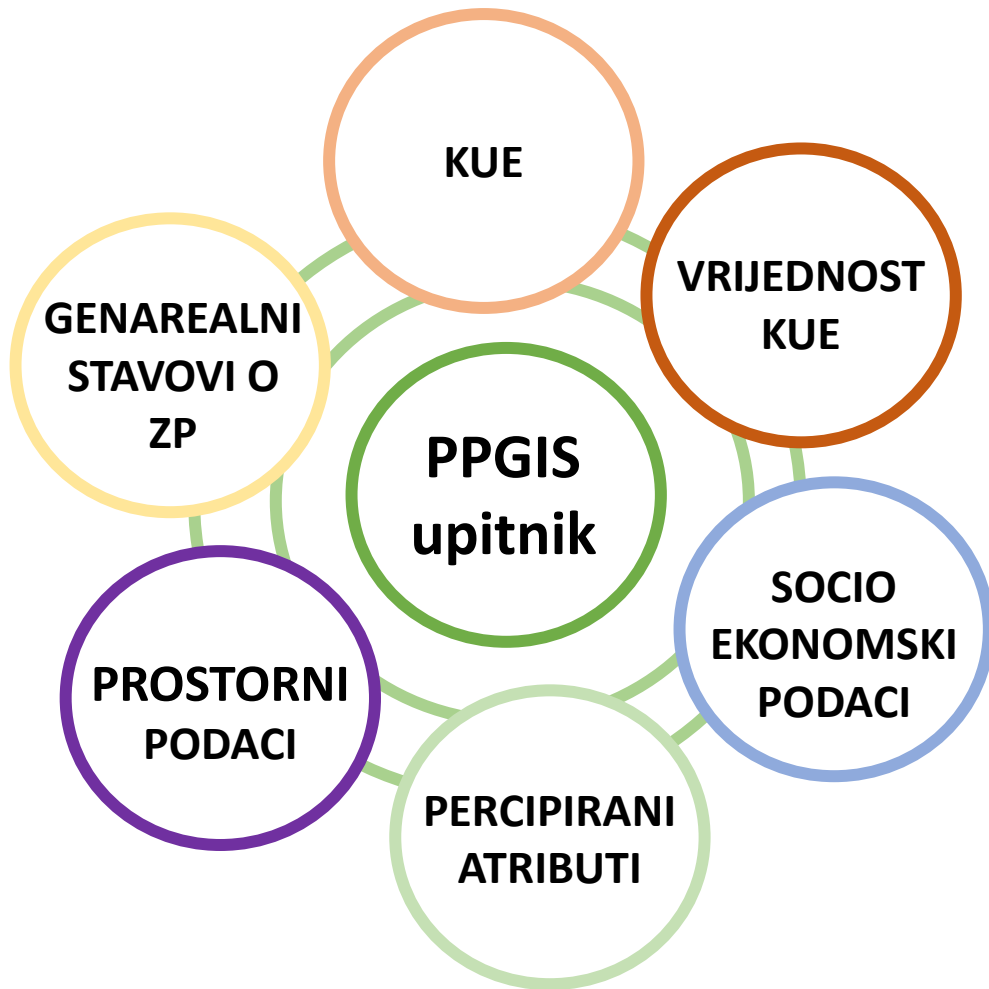 KUE
VRIJEDNOST
KUE
GENAREALNI
STAVOVI O
ZP
PPGIS
upitnik
SOCIO
EKONOMSKI
PODACI
PROSTORNI
PODACI
PERCIPIRANI
ATRIBUTI